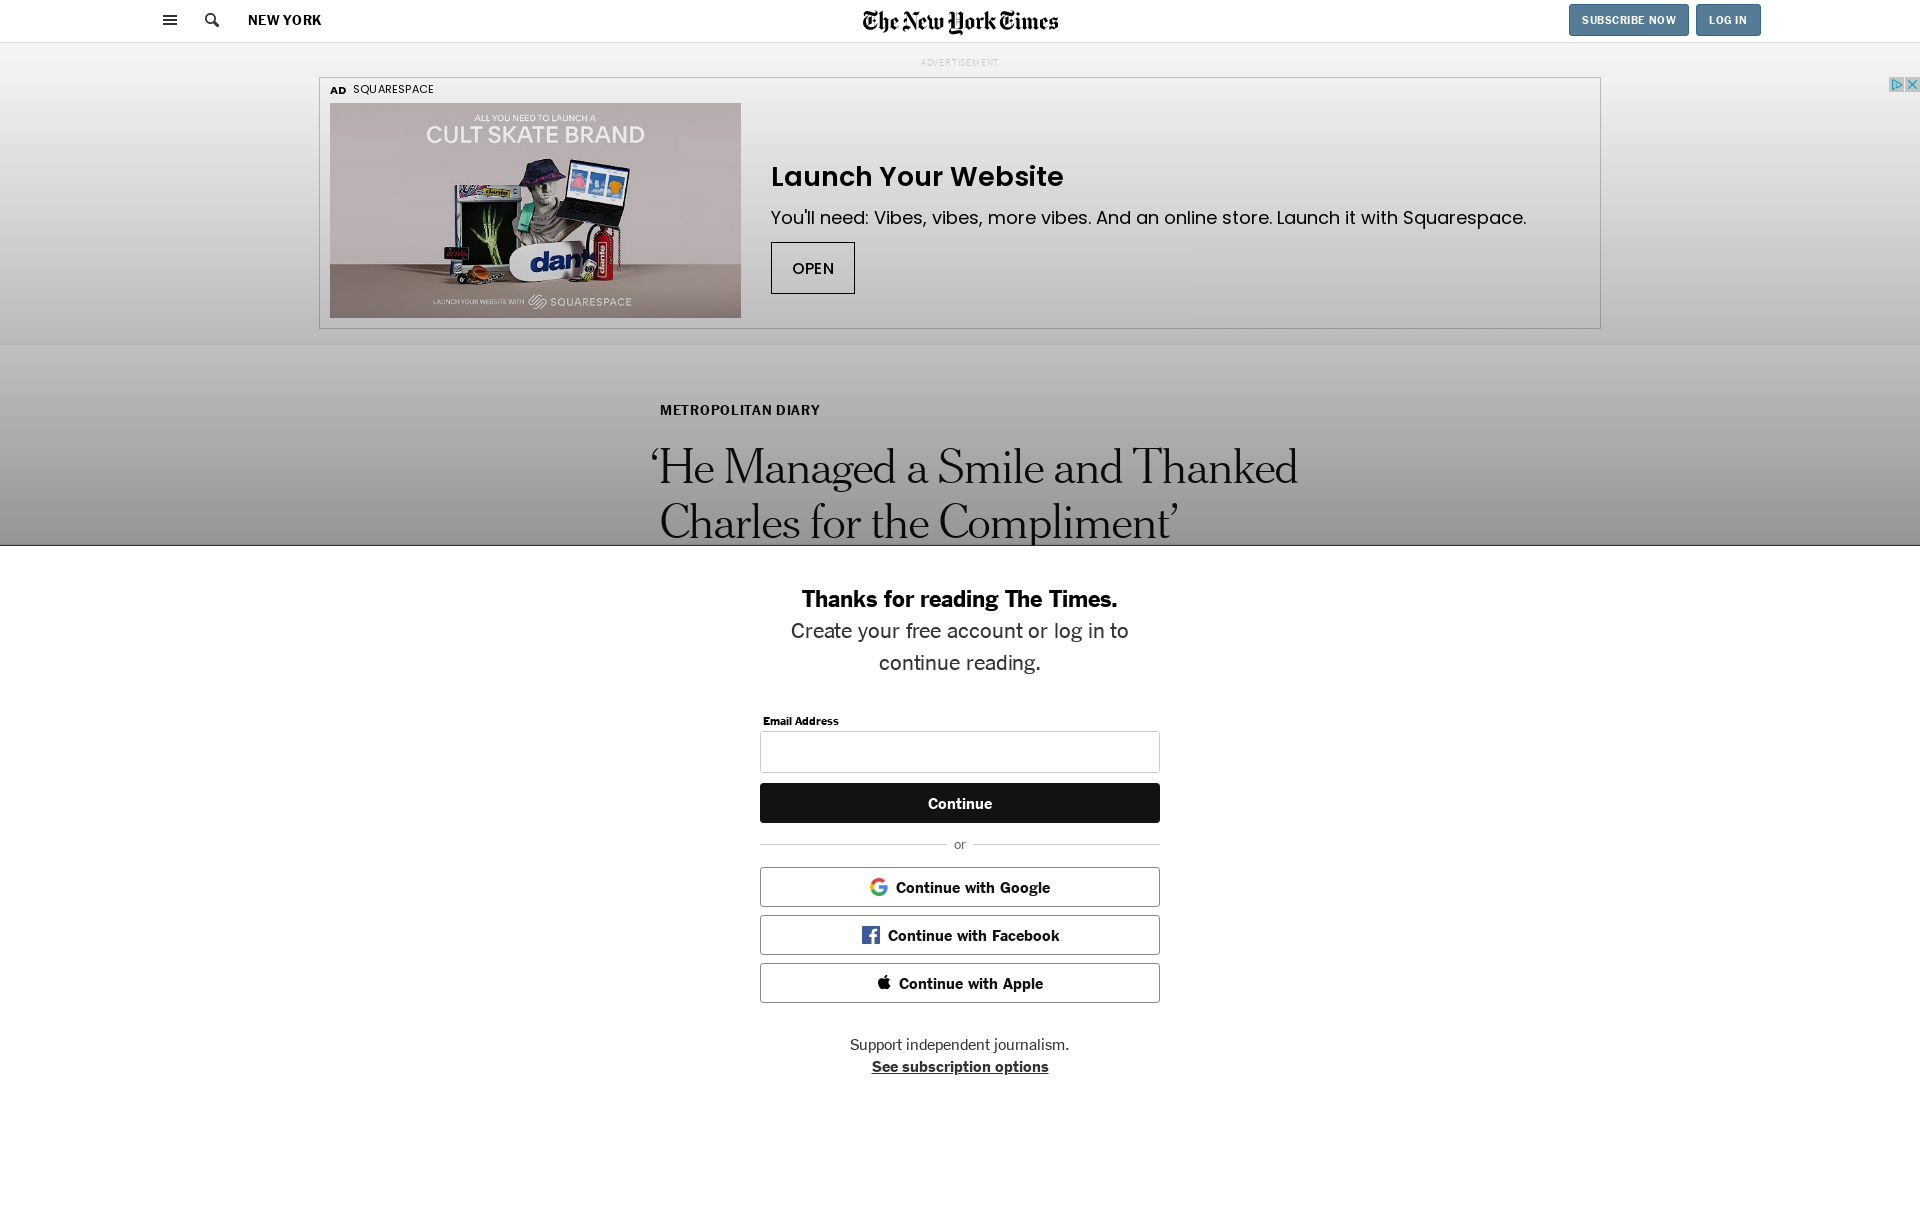 NEW YORK
The New York Times
SUBSCRIBE NOW
LOG IN
ADVERTISEMENT
AD SQUARESPACE
ALL YOU NEED TO LAUNCH A
CULT SKATE BRAND
dante
dante
dante
LAUNCH YOUR WEBSITE WITH SQUARESPACE
Launch Your Website
You'll need: Vibes, vibes, more vibes. And an online store. Launch it with Squarespace.
OPEN
METROPOLITAN DIARY
‘He Managed a Smile and Thanked
Charles for the Compliment’
Thanks for reading The Times.
Create your free account or log in to
continue reading.
Email Address
Continue
or
Continue with Google
Continue with Facebook
Continue with Apple
Support independent journalism.
See subscription options